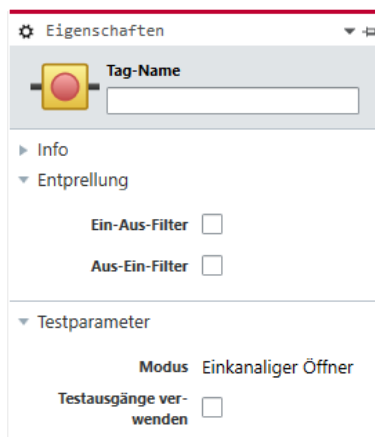 Eigenschaften
Tag-Name
Info
Entprellung
Ein-Aus-Filter
Aus-Ein-Filter
Testparameter
Modus Einkanaliger Öffner
Testausgänge ver-
wenden